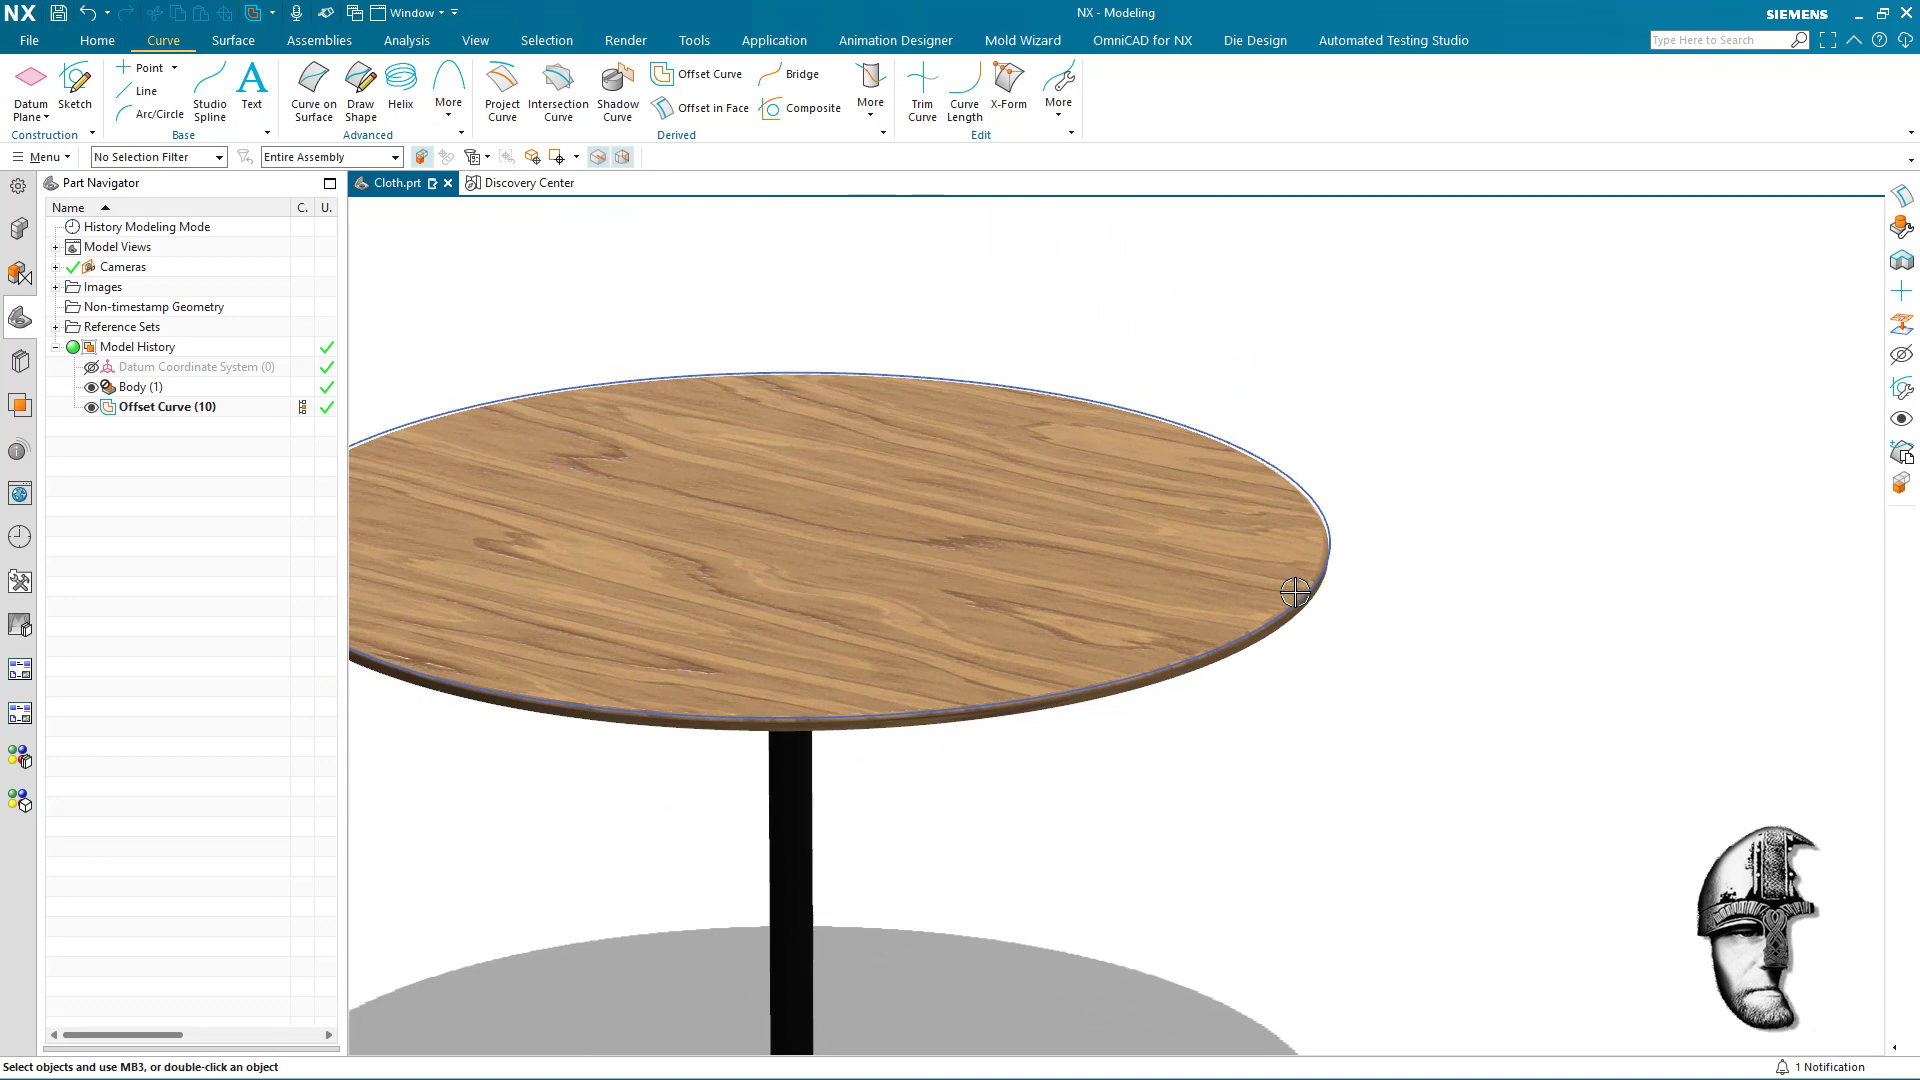 NX
Window
NX - Modeling
SIEMENS
File
Home
Curve
Surface
Assemblies
Analysis
View
Selection
Render
Tools
Application
Animation Designer
Mold Wizard
OmniCAD for NX
Die Design
Automated Testing Studio
Type Here to Search
Datum Plane
Sketch
Construction
Point
Line
Arc/Circle
Studio Spline
Text
Base
Curve on Surface
Draw Shape
Helix
More
Advanced
Project Curve
Intersection Curve
Shadow Curve
Offset Curve
Offset in Face
Bridge
Composite
More
Derived
Trim Curve
Curve Length
X-Form
More
Edit
Menu
No Selection Filter
Entire Assembly
Part Navigator
Cloth.prt
Discovery Center
Name
C.
U.
History Modeling Mode
Model Views
Cameras
Images
Non-timestamp Geometry
Reference Sets
Model History
Datum Coordinate System (0)
Body (1)
Offset Curve (10)
Select objects and use MB3, or double-click an object
1 Notification